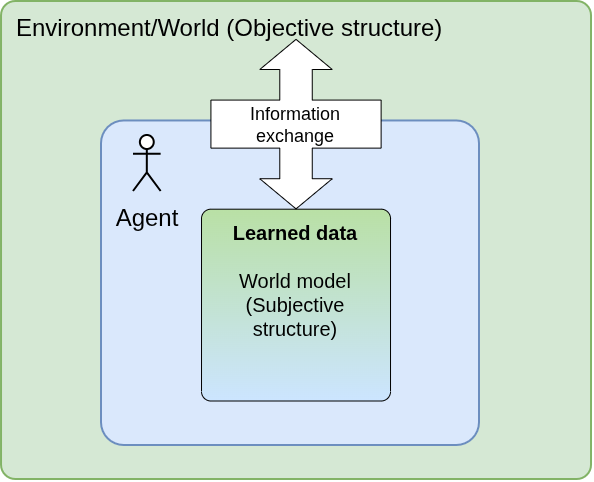 Environment/World (Objective structure)
Information
exchange
Agent
Learned data
World model
(Subjective
structure)